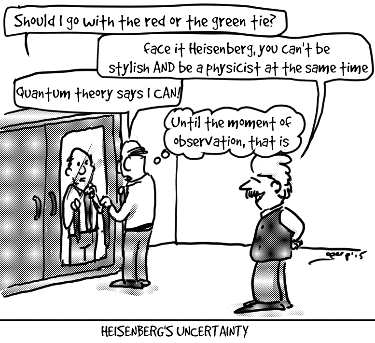 Should I go with the red or the green tie?
face it Heisenberg, you can't be
stylish AND be a physicist at the same time
Quantum theory says I CAN!
Until the moment of
observation, that is
HEISENBERG'S UNCERTAINTY